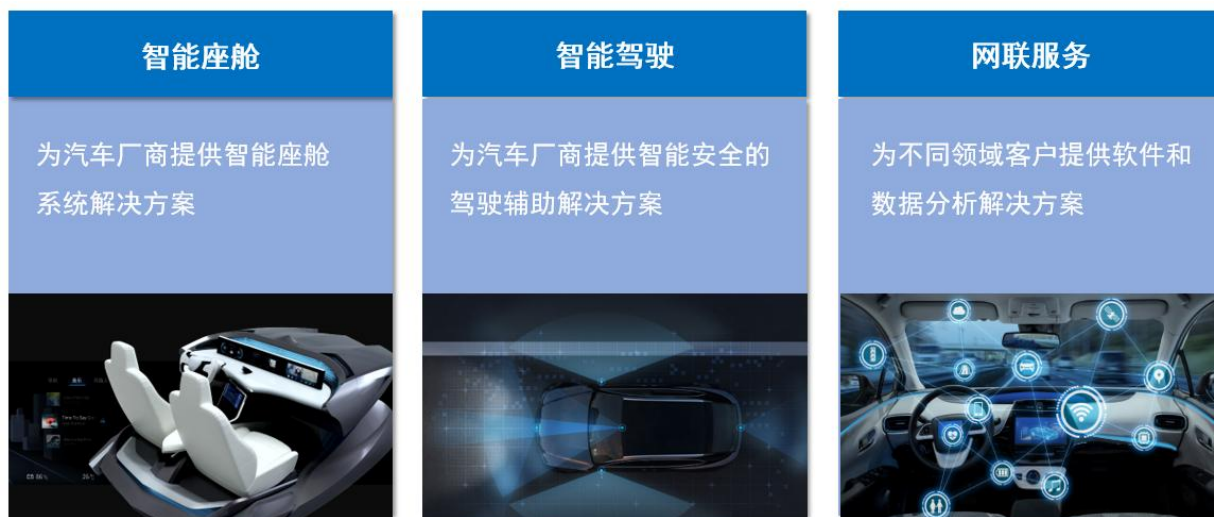 智能座舱
为汽车厂商提供智能座舱
系统解决方案
智能驾驶
为汽车厂商提供智能安全的
驾驶辅助解决方案
网联服务
为不同领域客户提供软件和
数据分析解决方案